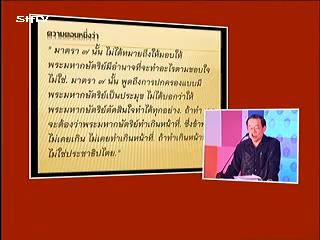 ความตอนหนึ่งว่า
" มาตรา ๗ นั้น ไม่ได้หมายถึงให้มอบให้
พระมหากษัตริย์มีอำนาจที่จะทำอะไรตามชอบใจ
ไม่ใช่. มาตรา ๗ นั้น พูดถึงการปกครองแบบมี
พระมหากษัตริย์เป็นประมุข ไม่ได้บอกว่าให้
พระมหากษัตริย์ตัดสินใจทำได้ทุกอย่าง. ถ้าทำ
จะต้องว่าพระมหากษัตริย์ทำเกินหน้าที่. ซึ่งข้า
ไม่เคยเกิน ไม่เคยทำเกินหน้าที่. ถ้าทำเกินหน้า
ไม่ใช่ประชาธิปไตย."